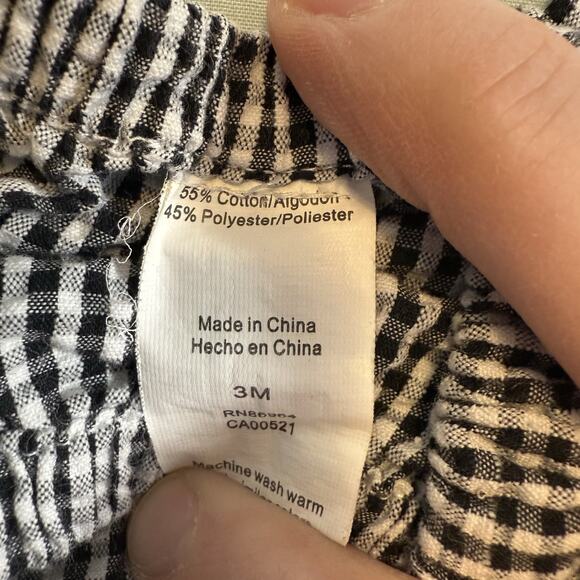 55% Cotton/Algodon
45% Polyester/Poliester
Made in China
Hecho en China
3M
CA00521
Machine wash warm